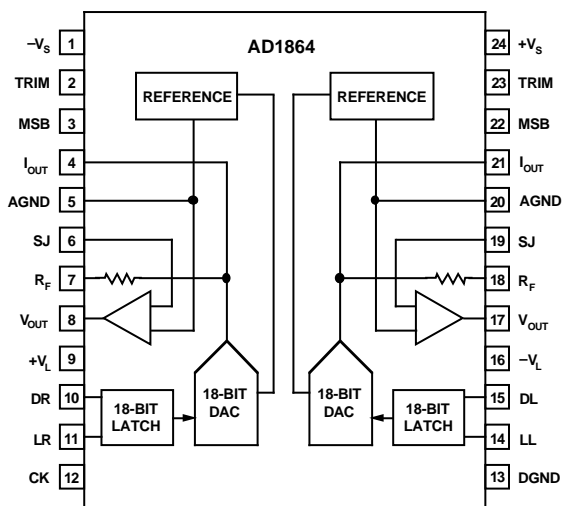 AD1864
−VS 1
TRIM 2
MSB 3
IOUT 4
AGND 5
SJ 6
RF 7
VOUT 8
+VL 9
DR 10
LR 11
CK 12
REFERENCE
REFERENCE
18-BIT
LATCH
18-BIT
DAC
18-BIT
DAC
18-BIT
LATCH
24 +VS
23 TRIM
22 MSB
21 IOUT
20 AGND
19 SJ
18 RF
17 VOUT
16 −VL
15 DL
14 LL
13 DGND